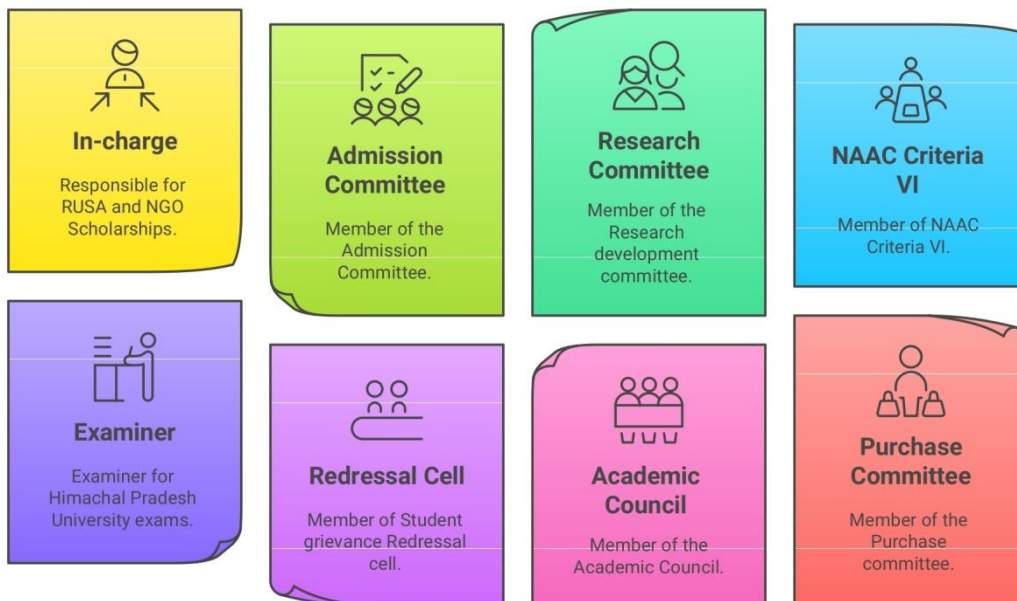 In-charge
Responsible for
RUSA and NGO
Scholarships.
Admission
Committee
Member of the
Admission
Committee.
Research
Committee
Member of the
Research
development
committee.
NAAC Criteria
VI
Member of NAAC
Criteria VI.
Examiner
Examiner for
Himachal Pradesh
University exams.
Redressal Cell
Member of Student
grievance Redressal
cell.
Academic
Council
Member of the
Academic Council.
Purchase
Committee
Member of the
Purchase
committee.